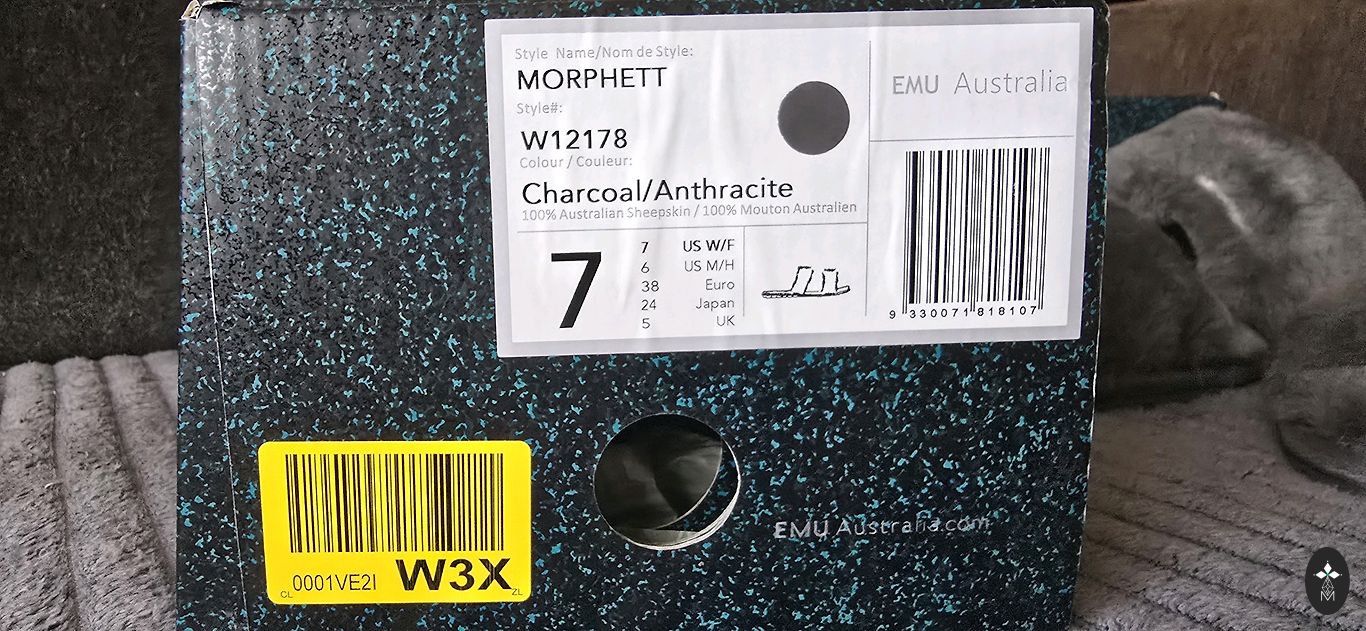 Style Name/Nom de Style:
MORPHETT
Style#:
W12178
Colour / Couleur:
Charcoal/Anthracite
100% Australian Sheepskin / 100% Mouton Australien
7
7 US W/F
6 US M/H
38 Euro
24 Japan
5 UK
EMU Australia
9 330071 818107
EMU Australia.com
CL 0001VE2I W3X ZL
M